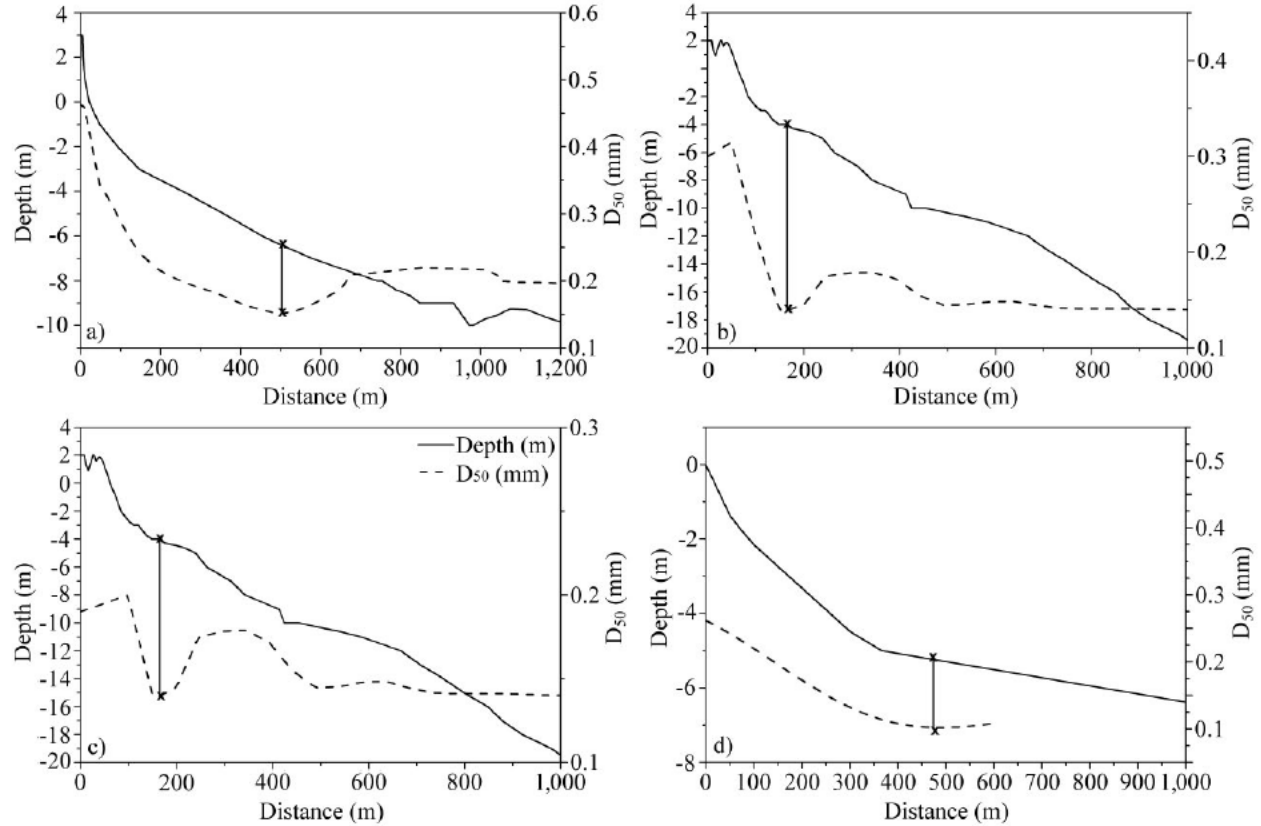 4
2
0
-2
-4
-6
-8
-10
Depth (m)
0.6
0.5
0.4
0.3
0.2
0.1
D50 (mm)
a)
0 200 400 600 800 1,000 1,200
Distance (m)
4
2
-2
-4
-6
-8
-10
-12
-14
-16
-18
-20
Depth (m)
0.4
0.3
0.2
0.1
D50 (mm)
b)
0 200 400 600 800 1,000
Distance (m)
4
2
0
-2
-4
-6
-8
-10
-12
-14
-16
-18
-20
Depth (m)
0.3
0.2
0.1
D50 (mm)
Depth (m)
D50 (mm)
c)
0 200 400 600 800 1,000
Distance (m)
0
-2
-4
-6
-8
Depth (m)
0.5
0.4
0.3
0.2
0.1
D50 (mm)
d)
0 100 200 300 400 500 600 700 800 900 1,000
Distance (m)